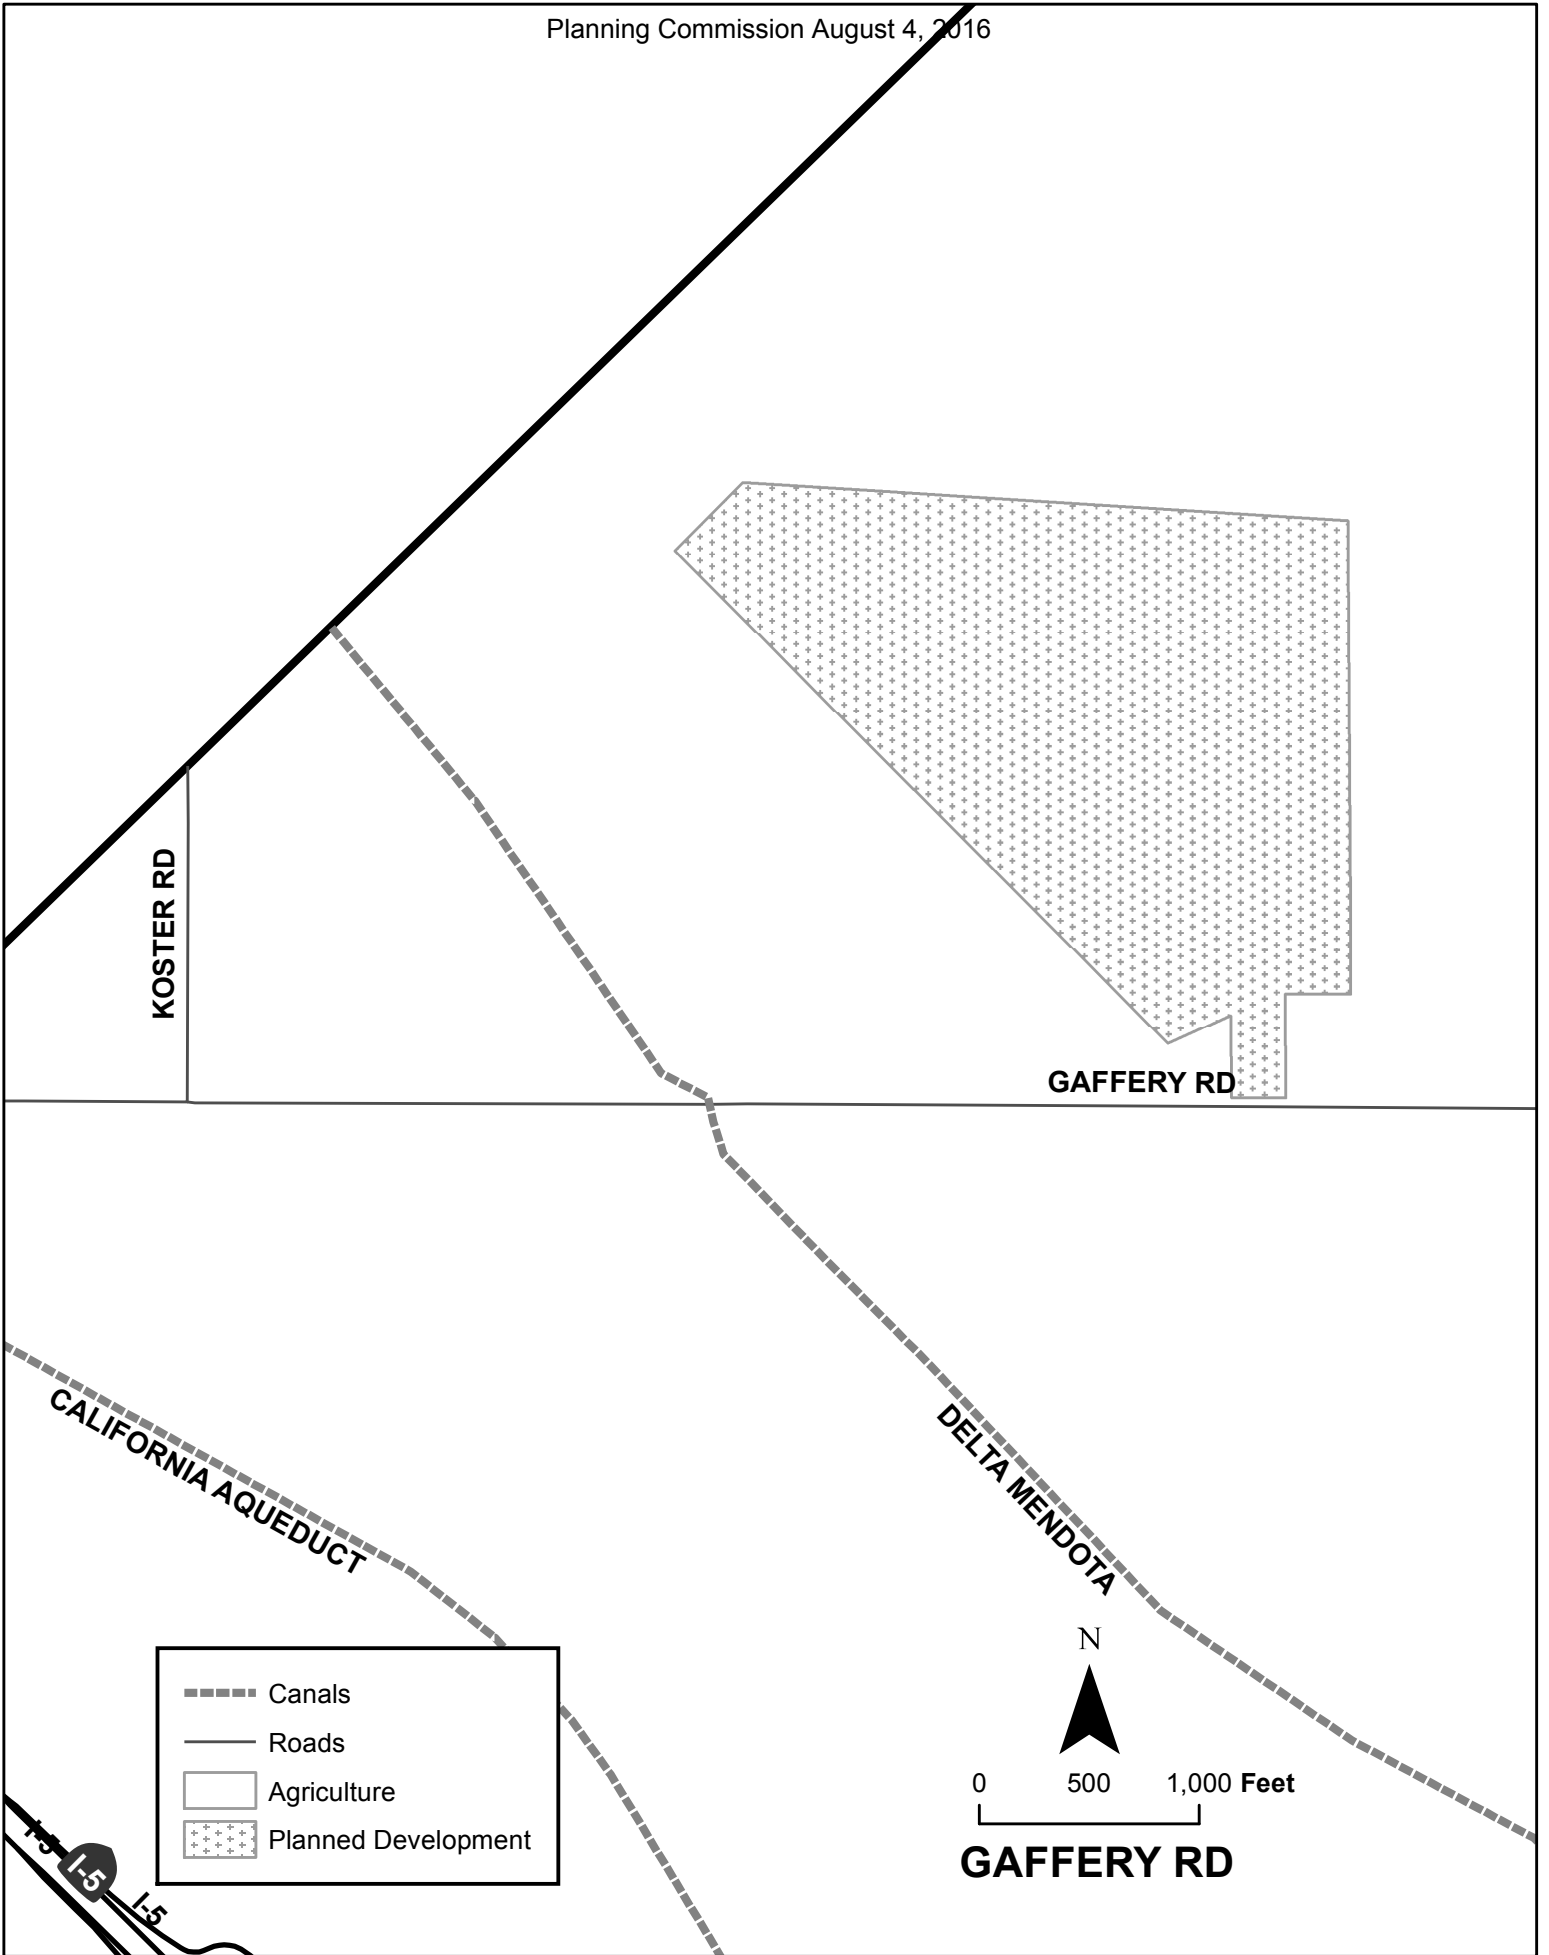 Planning Commission August 4, 2016
KOSTER RD
GAFFERY RD
CALIFORNIA AQUEDUCT
DELTA MENDOTA
Canals
Roads
Agriculture
Planned Development
I-5
I-5
I-5
N
0 500 1,000 Feet
GAFFERY RD